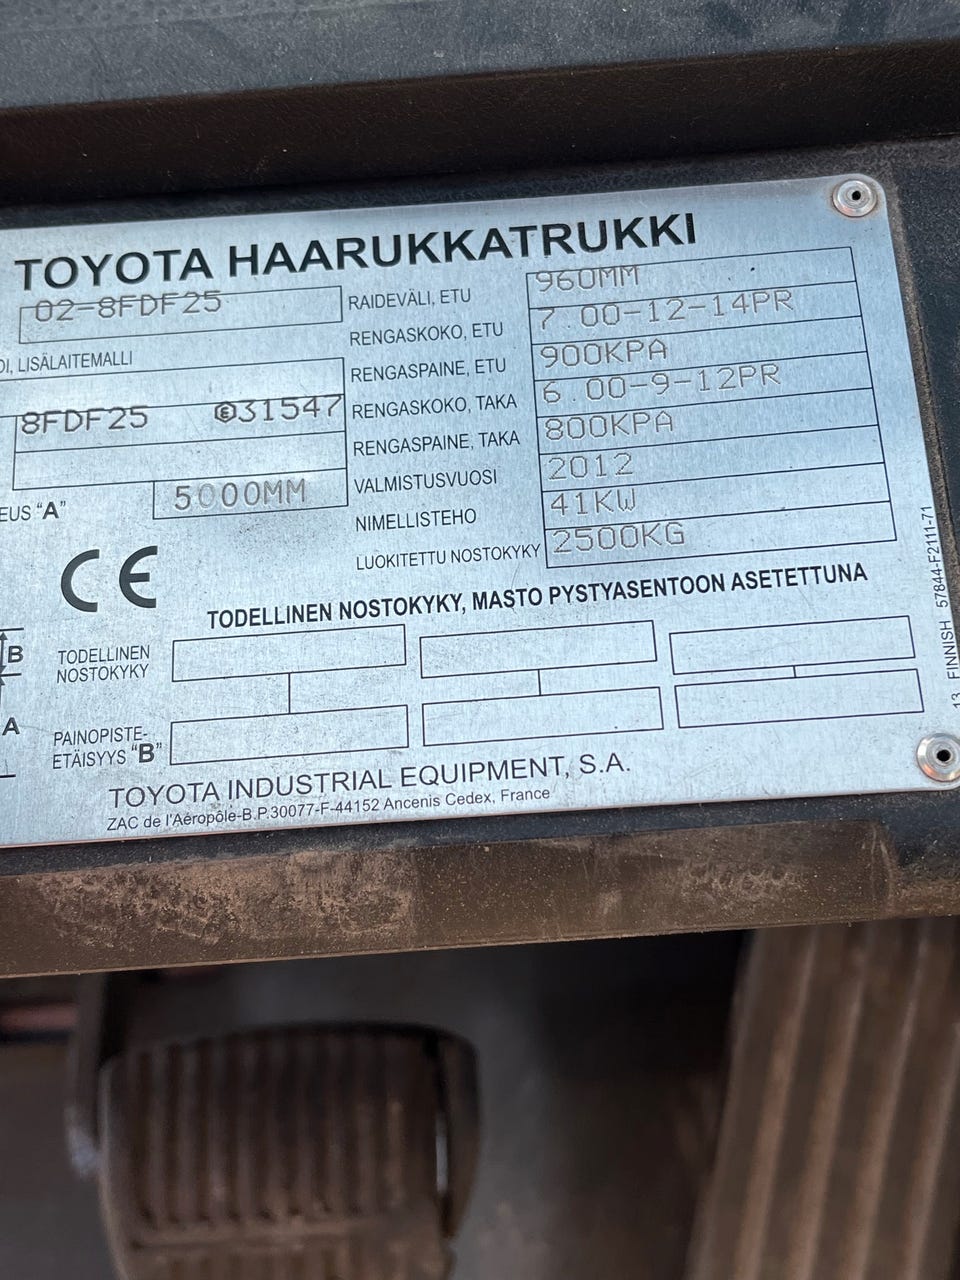 TOYOTA HAARUKKATRUKKI
02-8FDF25
LISÄLAITEMALLI
8FDF25 Ⓔ31547
5000MM
"A"
RAIDEVÄLI, ETU 960MM
RENGASKOKO, ETU 7.00-12-14PR
RENGASPAINE, ETU 900KPA
RENGASKOKO, TAKA 6.00-9-12PR
RENGASPAINE, TAKA 800KPA
VALMISTUSVUOSI 2012
NIMELLISTEHO 41KW
LUOKITETTU NOSTOKYKY 2500KG
CE
TODELLINEN NOSTOKYKY, MASTO PYSTYASENTOON ASETETTUNA
B
TODELLINEN
NOSTOKYKY
A
PAINOPISTE-
ETÄISYYS "B"
TOYOTA INDUSTRIAL EQUIPMENT, S.A.
ZAC de l'Aéropôle-B.P.30077-F-44152 Ancenis Cedex, France
13 FINNISH 57844-F2111-71